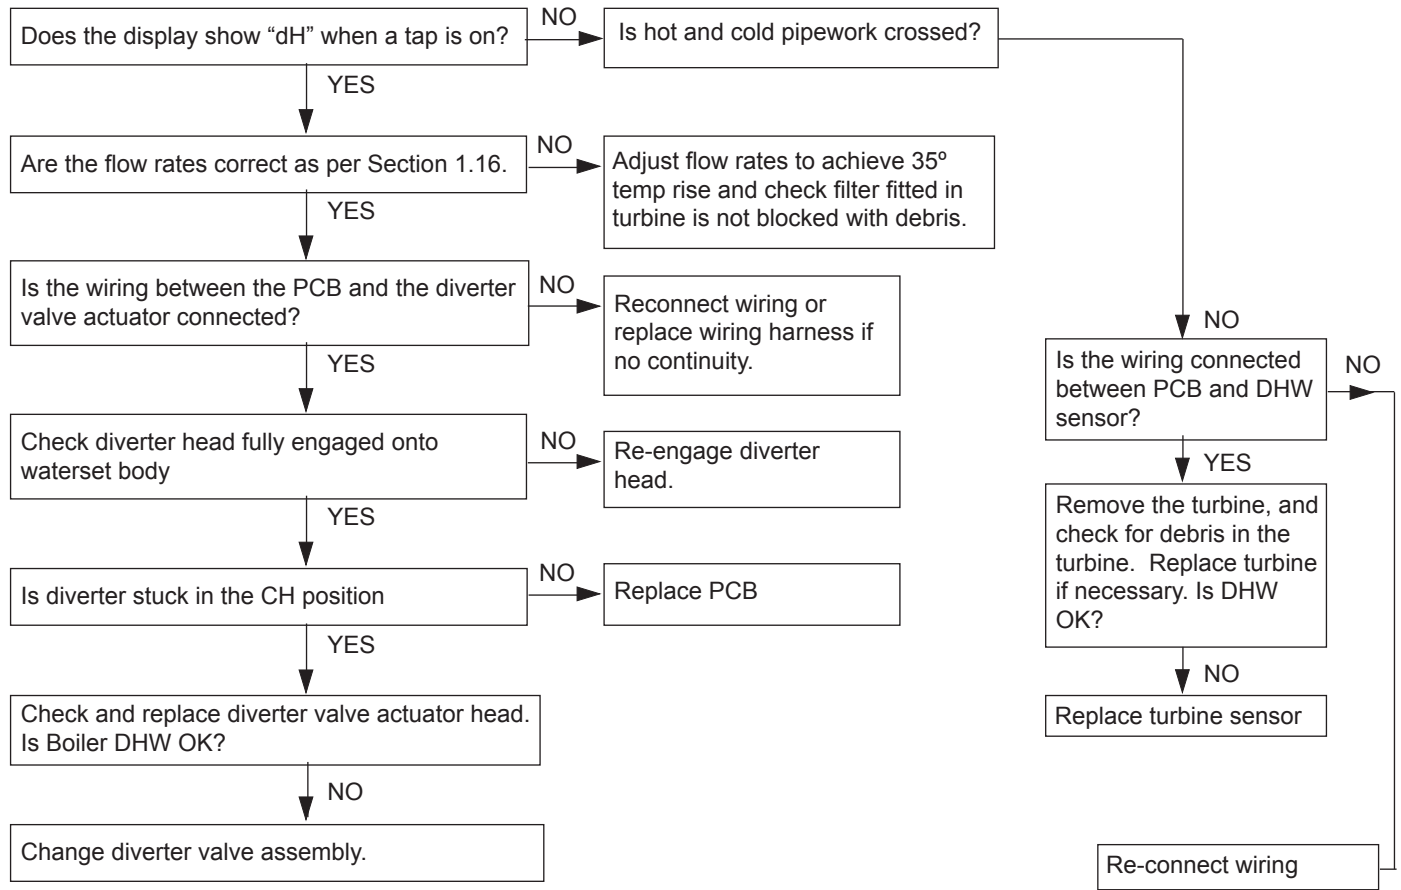 Does the display show “dH” when a tap is on?
NO
Is hot and cold pipework crossed?
YES
Are the flow rates correct as per Section 1.16.
NO
Adjust flow rates to achieve 35º
temp rise and check filter fitted in
turbine is not blocked with debris.
YES
Is the wiring between the PCB and the diverter
valve actuator connected?
NO
Reconnect wiring or
replace wiring harness if
no continuity.
YES
Check diverter head fully engaged onto
waterset body
NO
Re-engage diverter
head.
YES
Is diverter stuck in the CH position
NO
Replace PCB
YES
Check and replace diverter valve actuator head.
Is Boiler DHW OK?
NO
Change diverter valve assembly.
NO
Is the wiring connected
between PCB and DHW
sensor?
NO
YES
Remove the turbine, and
check for debris in the
turbine.  Replace turbine
if necessary. Is DHW
OK?
NO
Replace turbine sensor
Re-connect wiring